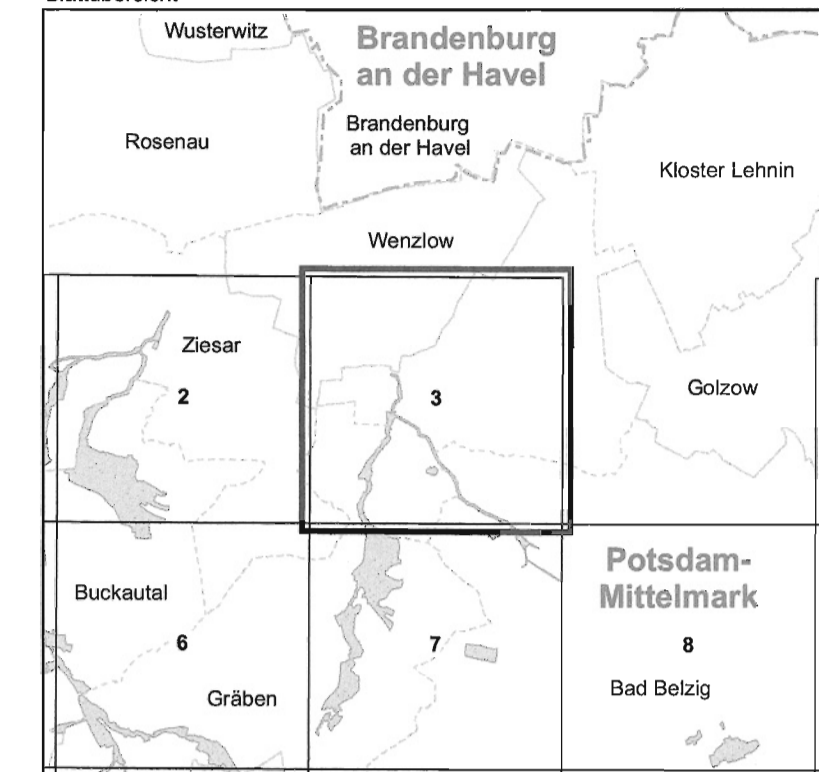 Wusterwitz
Brandenburg
an der Havel
Brandenburg
an der Havel
Rosenau
Kloster Lehnin
Wenzlow
Ziesar
2
3
Golzow
Buckautal
6
Gräben
7
Potsdam-
Mittelmark
8
Bad Belzig